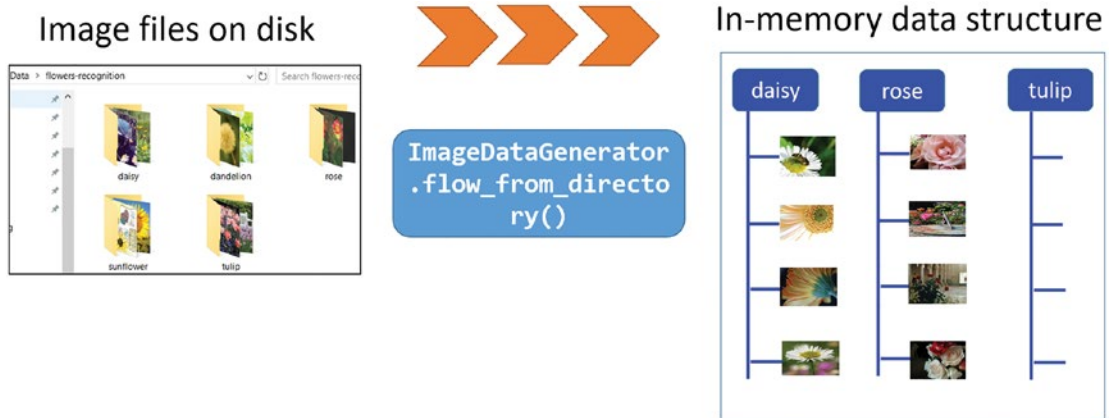 Image files on disk
In-memory data structure
Data > flowers-recognition
Search flowers-reco
daisy
dandelion
rose
sunflower
tulip
ImageDataGenerator
.flow_from_directo
ry()
daisy
rose
tulip